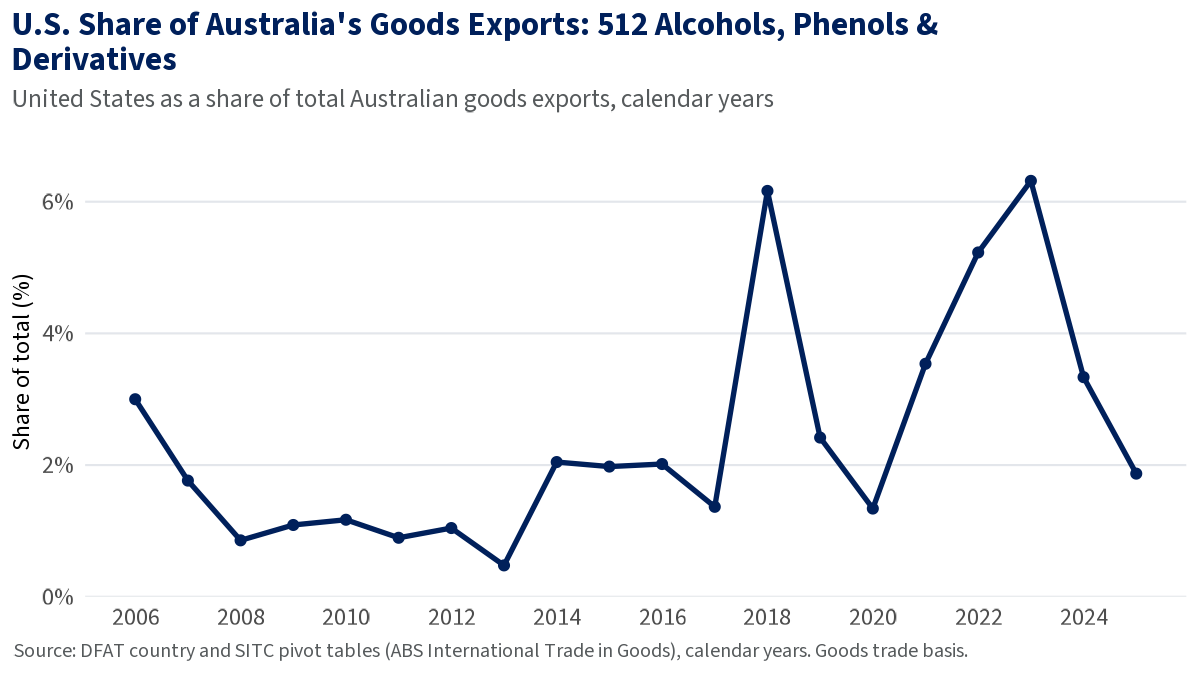 U.S. Share of Australia's Goods Exports: 512 Alcohols, Phenols &
Derivatives
United States as a share of total Australian goods exports, calendar years
Share of total (%)
6%
4%
2%
0%
2006 2008 2010 2012 2014 2016 2018 2020 2022 2024
Source: DFAT country and SITC pivot tables (ABS International Trade in Goods), calendar years. Goods trade basis.